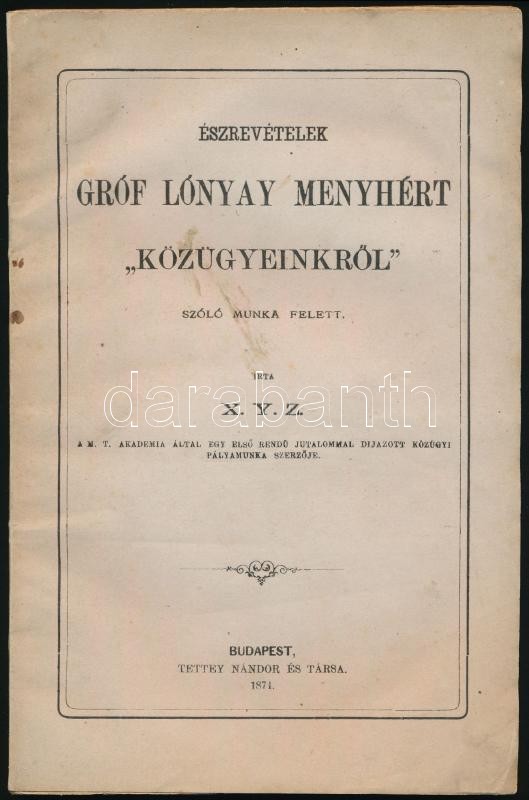 ÉSZREVÉTELEK
GRÓF LÓNYAY MENYHÉRT
„KÖZÜGYEINKRŐL”
SZÓLÓ MUNKA FELETT.
IRTA
darabanth
X. Y. Z.
A M. T. AKADEMIA ÁLTAL EGY ELSŐ RENDŰ JUTALOMMAL DIJAZOTT KÖZÜGYI
PÁLYAMUNKA SZERZŐJE.
BUDAPEST,
TETTEY NÁNDOR ÉS TÁRSA.
1874.